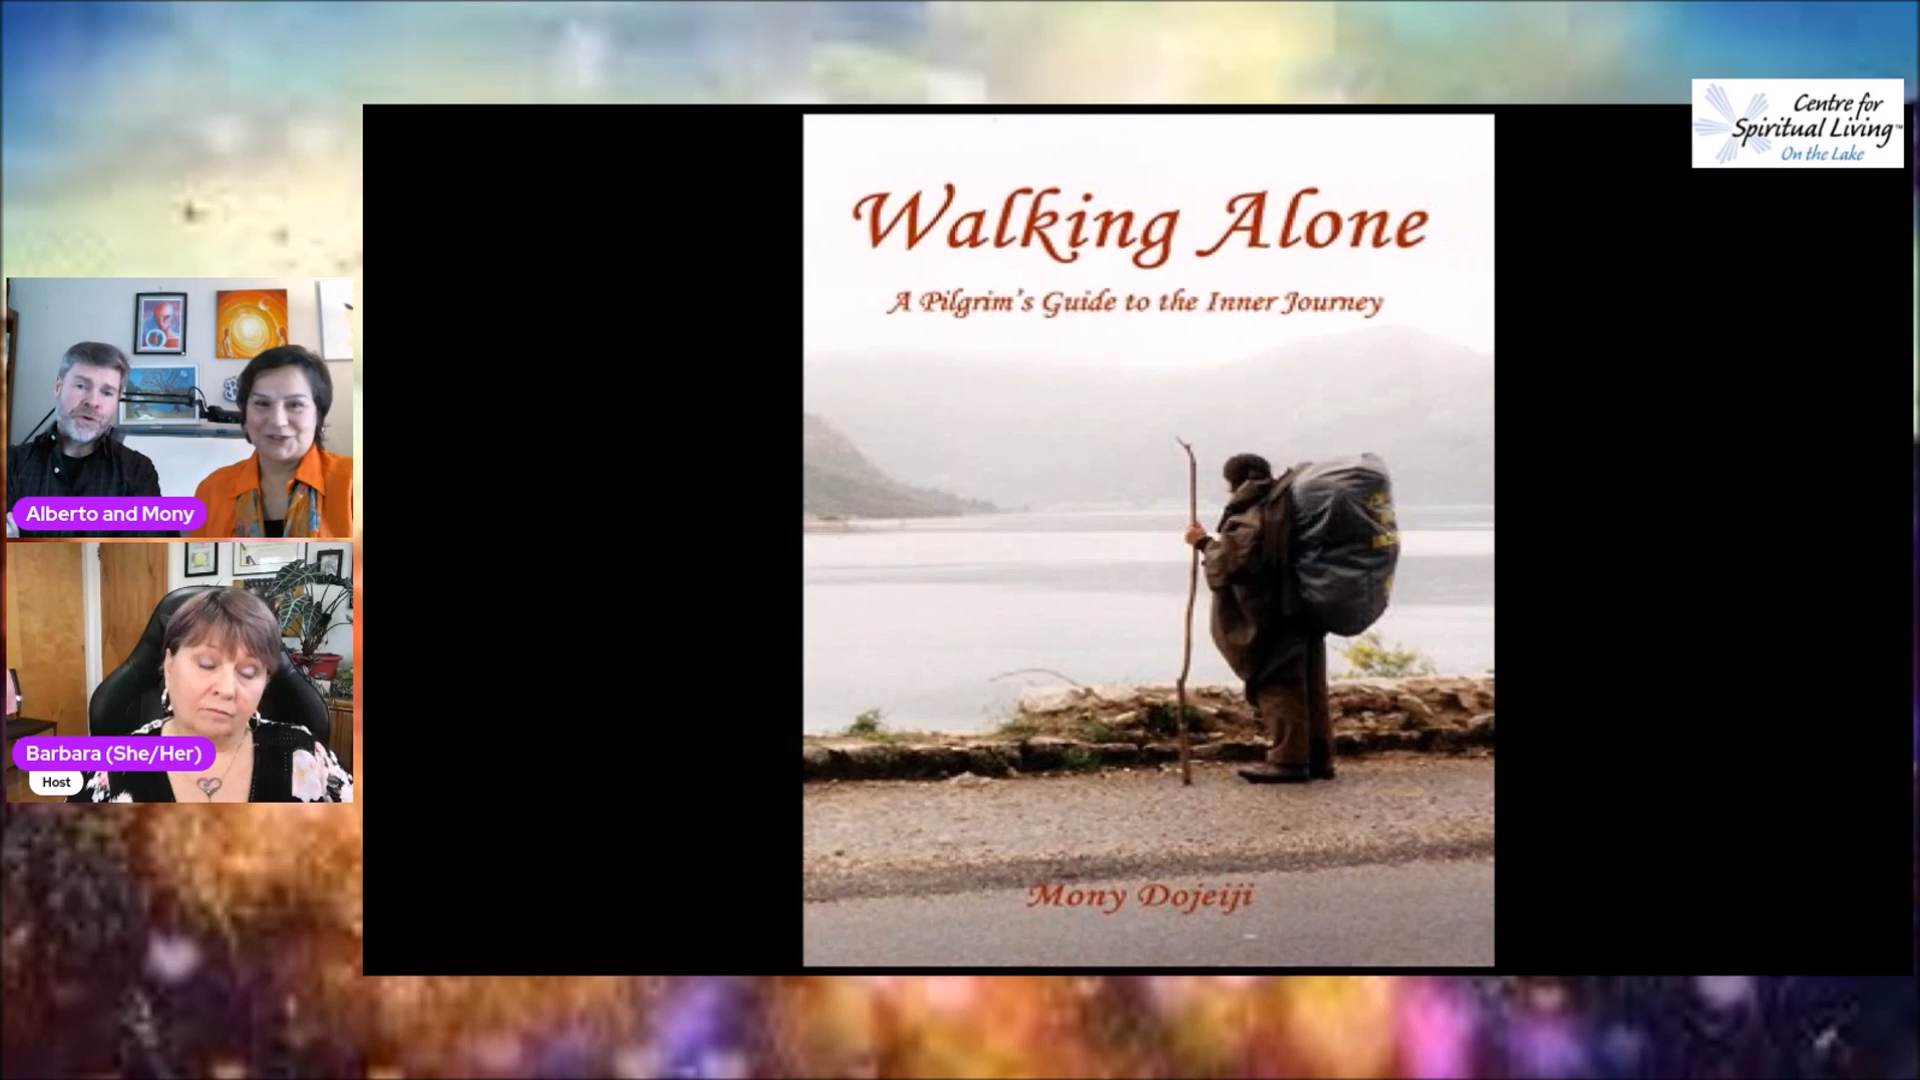 Centre for
Spiritual Living™
On the Lake
Walking Alone
A Pilgrim's Guide to the Inner Journey
Mony Dojeiji
Alberto and Mony
Barbara (She/Her)
Host